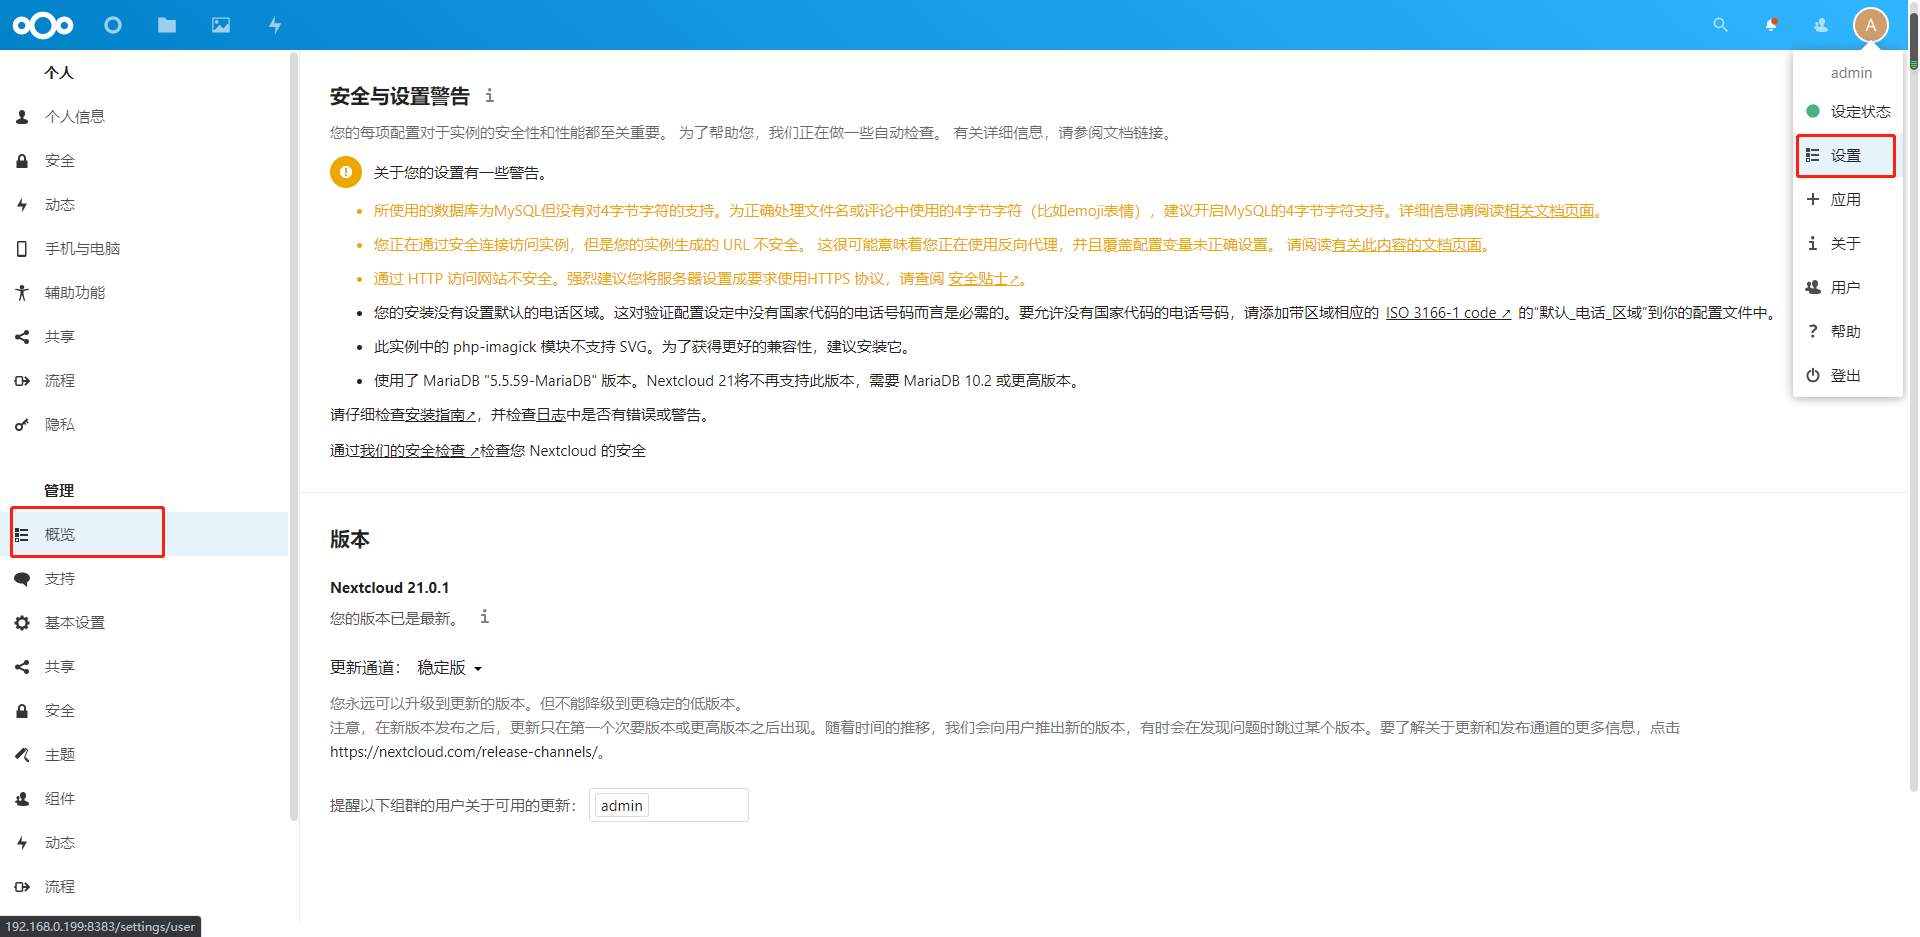 A
个人
个人信息
安全
动态
手机与电脑
辅助功能
共享
流程
隐私
管理
概览
支持
基本设置
共享
安全
主题
组件
动态
流程
192.168.0.199:8383/settings/user
安全与设置警告
您的每项配置对于实例的安全性和性能都至关重要。 为了帮助您，我们正在做一些自动检查。 有关详细信息，请参阅文档链接。
关于您的设置有一些警告。
所使用的数据库为MySQL但没有对4字节字符的支持。为正确处理文件名或评论中使用的4字节字符（比如emoji表情），建议开启MySQL的4字节字符支持。详细信息请阅读相关文档页面。
您正在通过安全连接访问实例，但是您的实例生成的 URL 不安全。 这很可能意味着您正在使用反向代理，并且覆盖配置变量未正确设置。 请阅读有关此内容的文档页面。
通过 HTTP 访问网站不安全。强烈建议您将服务器设置成要求使用HTTPS 协议，请查阅 安全贴士↗。
您的安装没有设置默认的电话区域。这对验证配置设定中没有国家代码的电话号码而言是必需的。要允许没有国家代码的电话号码，请添加带区域相应的 ISO 3166-1 code ↗ 的“默认_电话_区域”到你的配置文件中。
此实例中的 php-imagick 模块不支持 SVG。为了获得更好的兼容性，建议安装它。
使用了 MariaDB "5.5.59-MariaDB" 版本。Nextcloud 21将不再支持此版本，需要 MariaDB 10.2 或更高版本。
请仔细检查安装指南↗，并检查日志中是否有错误或警告。
通过我们的安全检查 ↗检查您 Nextcloud 的安全
版本
Nextcloud 21.0.1
您的版本已是最新。
更新通道： 稳定版
您永远可以升级到更新的版本。但不能降级到更稳定的低版本。
注意，在新版本发布之后，更新只在第一个次要版本或更高版本之后出现。随着时间的推移，我们会向用户推出新的版本，有时会在发现问题时跳过某个版本。要了解关于更新和发布通道的更多信息，点击
https://nextcloud.com/release-channels/。
提醒以下组群的用户关于可用的更新： admin
admin
设定状态
设置
应用
关于
用户
帮助
登出